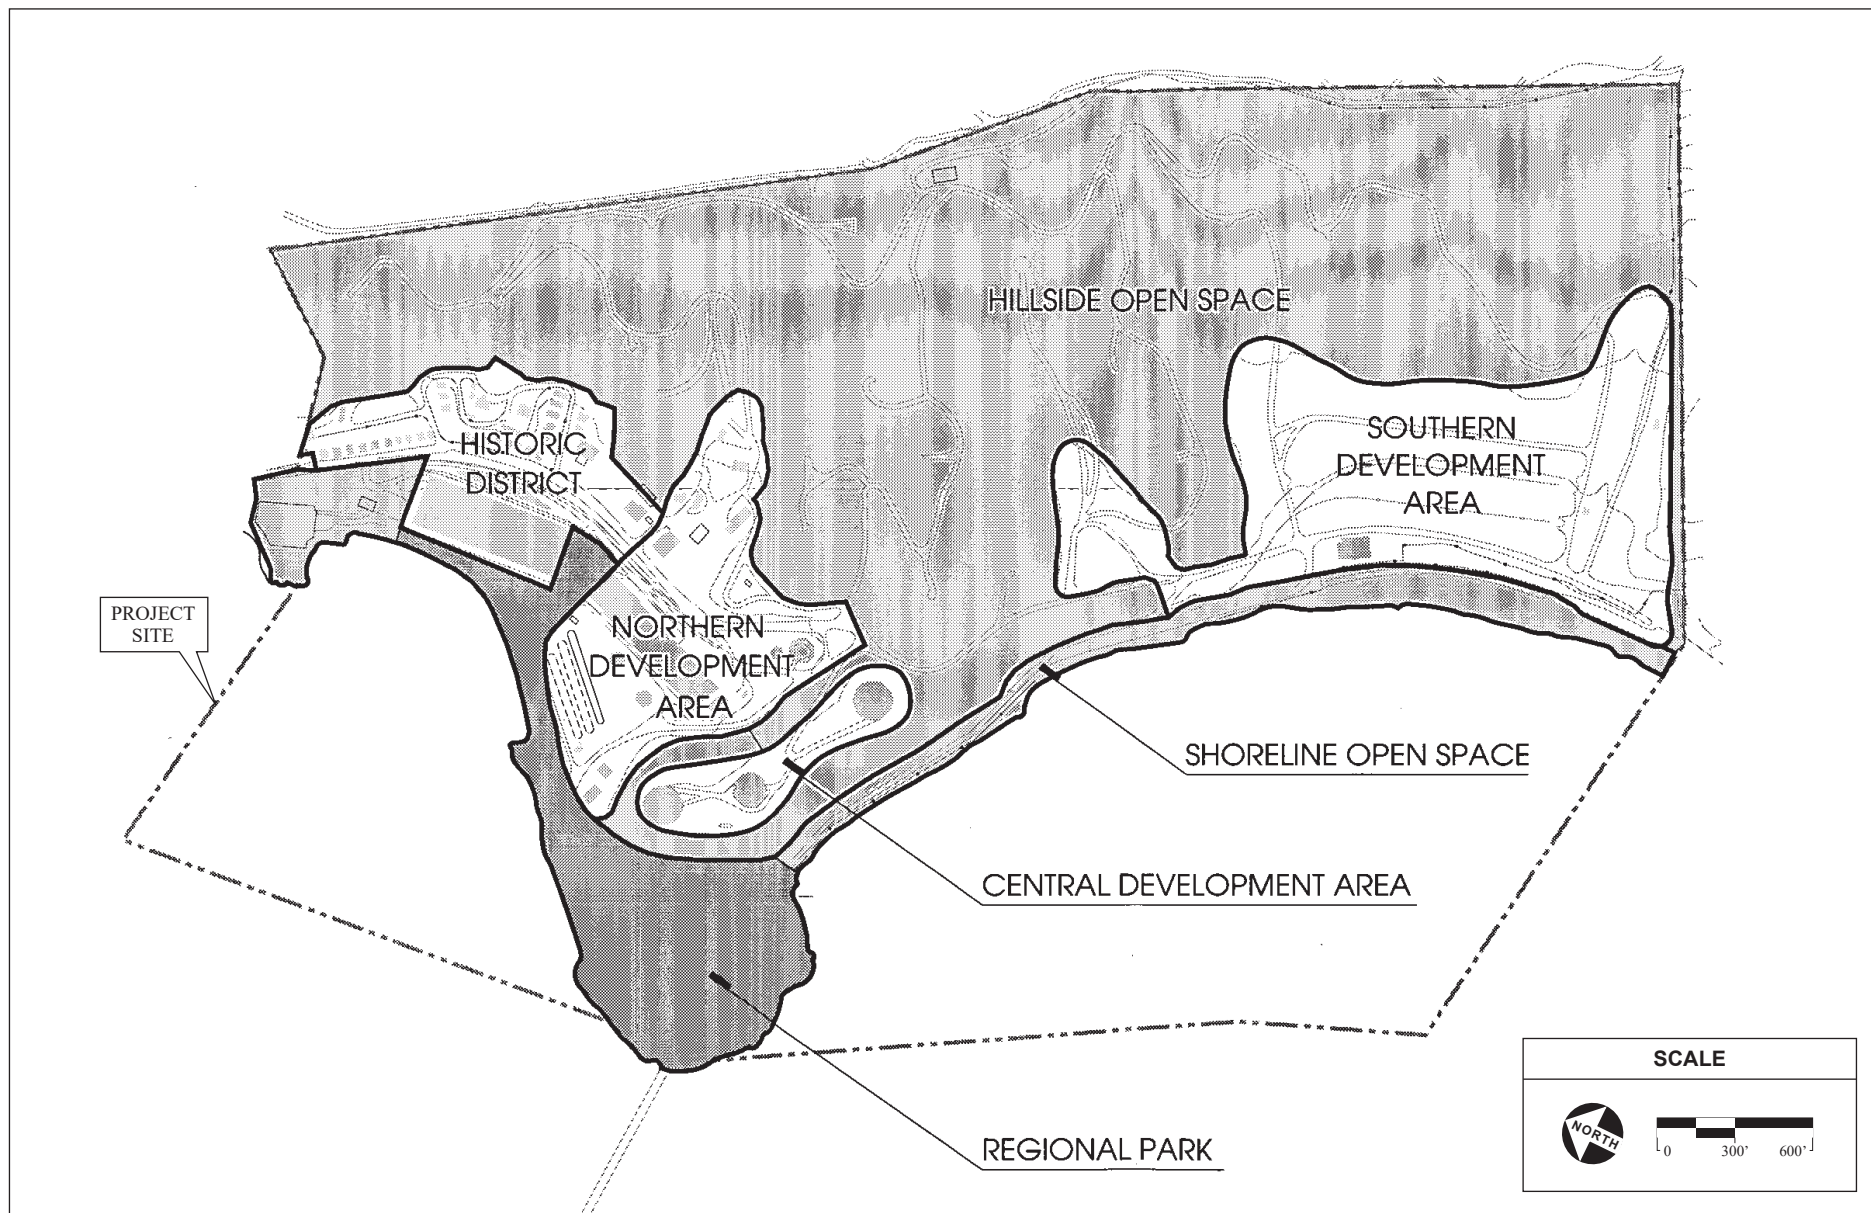 HILLSIDE OPEN SPACE
SOUTHERN
DEVELOPMENT
AREA
HISTORIC
DISTRICT
PROJECT
SITE
NORTHERN
DEVELOPMENT
AREA
SHORELINE OPEN SPACE
CENTRAL DEVELOPMENT AREA
REGIONAL PARK
SCALE
NORTH
0 300' 600'